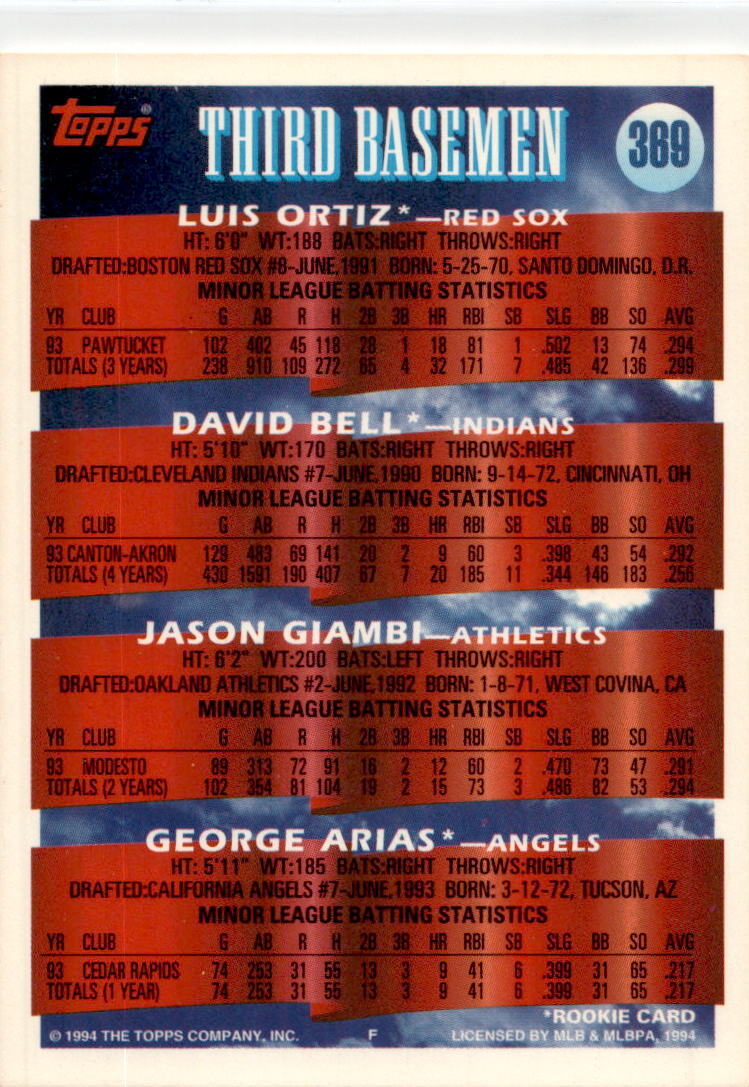 Topps® THIRD BASEMEN 369
LUIS ORTIZ*—RED SOX
HT: 6'0" WT:188 BATS:RIGHT THROWS:RIGHT
DRAFTED:BOSTON RED SOX #8-JUNE,1991 BORN: 5-25-70, SANTO DOMINGO, D.R.
MINOR LEAGUE BATTING STATISTICS
YR CLUB G AB R H 2B 3B HR RBI SB SLG BB SO AVG
93 PAWTUCKET 102 402 45 118 28 1 18 81 1 .502 13 74 .294
TOTALS (3 YEARS) 238 910 109 272 65 4 32 171 7 .485 42 136 .299
DAVID BELL*—INDIANS
HT: 5'10" WT:170 BATS:RIGHT THROWS:RIGHT
DRAFTED:CLEVELAND INDIANS #7-JUNE,1990 BORN: 9-14-72, CINCINNATI, OH
MINOR LEAGUE BATTING STATISTICS
YR CLUB G AB R H 2B 3B HR RBI SB SLG BB SO AVG
93 CANTON-AKRON 129 483 69 141 20 2 9 60 3 .398 43 54 .292
TOTALS (4 YEARS) 430 1591 190 407 67 7 20 185 11 .344 146 183 .256
JASON GIAMBI—ATHLETICS
HT: 6'2" WT:200 BATS:LEFT THROWS:RIGHT
DRAFTED:OAKLAND ATHLETICS #2-JUNE,1992 BORN: 1-8-71, WEST COVINA, CA
MINOR LEAGUE BATTING STATISTICS
YR CLUB G AB R H 2B 3B HR RBI SB SLG BB SO AVG
93 MODESTO 89 313 72 91 16 2 12 60 2 .470 73 47 .291
TOTALS (2 YEARS) 102 354 81 104 19 2 15 73 3 .486 82 53 .294
GEORGE ARIAS*—ANGELS
HT: 5'11" WT:185 BATS:RIGHT THROWS:RIGHT
DRAFTED:CALIFORNIA ANGELS #7-JUNE,1993 BORN: 3-12-72, TUCSON, AZ
MINOR LEAGUE BATTING STATISTICS
YR CLUB G AB R H 2B 3B HR RBI SB SLG BB SO AVG
93 CEDAR RAPIDS 74 253 31 55 13 3 9 41 6 .399 31 65 .217
TOTALS (1 YEAR) 74 253 31 55 13 3 9 41 6 .399 31 65 .217
*ROOKIE CARD
© 1994 THE TOPPS COMPANY, INC. F LICENSED BY MLB & MLBPA, 1994